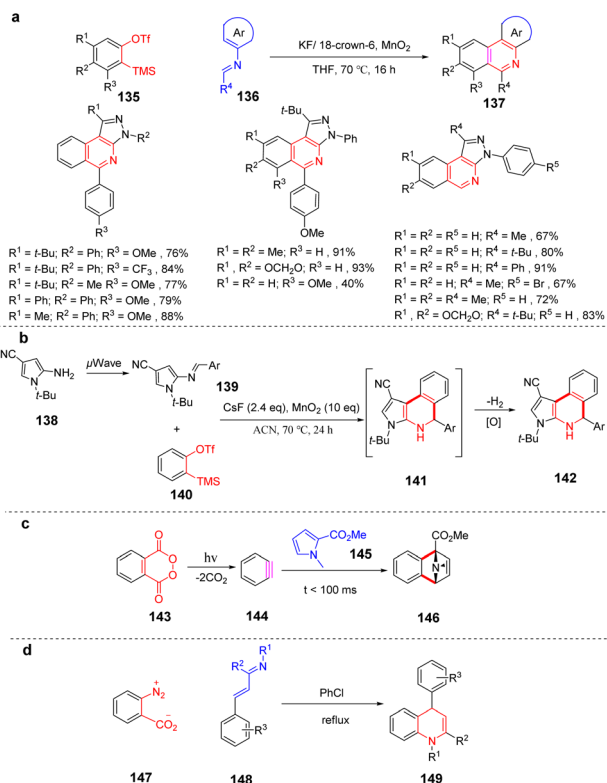 a
R¹ OTf R² TMS R³
135
Ar N R⁴
136
KF/ 18-crown-6, MnO₂
THF, 70 °C, 16 h
R¹ Ar R² N R³ R⁴
137
R¹ N N R² N R³
t-Bu N N Ph R¹ R² R³ N OMe
R⁴ N N R⁵ R¹ R² N
R¹ = t-Bu; R² = Ph; R³ = OMe, 76%
R¹ = t-Bu; R² = Ph; R³ = CF₃ , 84%
R¹ = t-Bu; R² = Me R³ = OMe, 77%
R¹ = Ph; R² = Ph; R³ = OMe , 79%
R¹ = Me; R² = Ph; R³ = OMe , 88%
R¹ = R² = Me; R³ = H, 91%
R¹ , R² = OCH₂O; R³ = H , 93%
R¹ = R² = H; R³ = OMe , 40%
R¹ = R² = R⁵ = H; R⁴ = Me , 67%
R¹ = R² = R⁵ = H; R⁴ = t-Bu , 80%
R¹ = R² = R⁵ = H; R⁴ = Ph , 91%
R¹ = R² = H; R⁴ = Me; R⁵ = Br , 67%
R¹ = R² = R⁴ = Me; R⁵ = H , 72%
R¹ , R² = OCH₂O; R⁴ = t-Bu, R⁵ = H , 83%
b
NC N NH₂ t-Bu
138
μWave
NC N N Ar t-Bu
139
+
OTf TMS
140
CsF (2.4 eq), MnO₂ (10 eq)
ACN, 70 °C, 24 h
NC N t-Bu N H Ar
141
-H₂
[O]
NC N t-Bu N H Ar
142
c
O O O O
143
hν
-2CO₂
144
CO₂Me N
145
t < 100 ms
CO₂Me N
146
d
N₂ + CO₂ −
147
R¹ N R² R³
148
PhCl
reflux
R³ N R² R¹
149